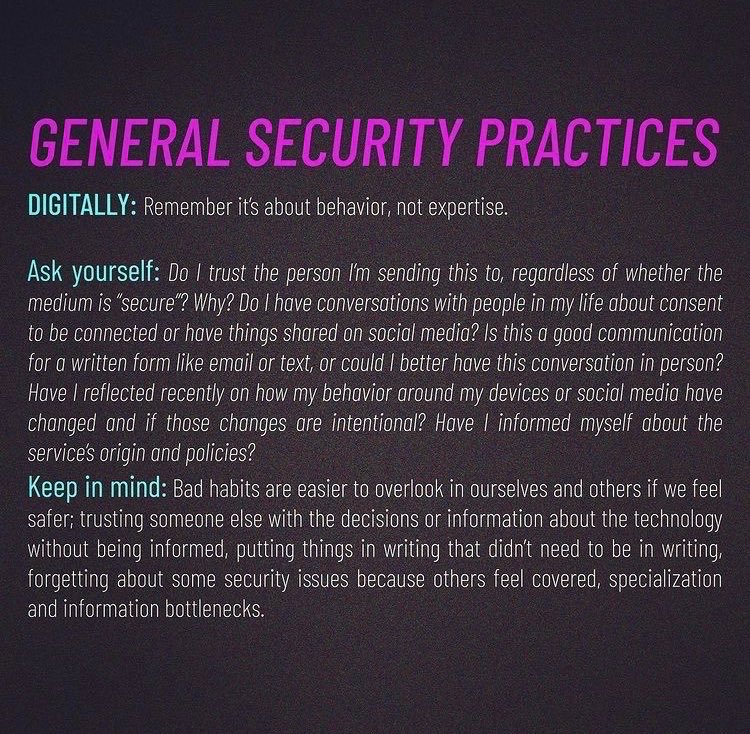 GENERAL SECURITY PRACTICES
DIGITALLY: Remember it's about behavior, not expertise.
Ask yourself: Do I trust the person I'm sending this to, regardless of whether the
medium is "secure"? Why? Do I have conversations with people in my life about consent
to be connected or have things shared on social media? Is this a good communication
for a written form like email or text, or could I better have this conversation in person?
Have I reflected recently on how my behavior around my devices or social media have
changed and if those changes are intentional? Have I informed myself about the
service's origin and policies?
Keep in mind: Bad habits are easier to overlook in ourselves and others if we feel
safer; trusting someone else with the decisions or information about the technology
without being informed, putting things in writing that didn't need to be in writing,
forgetting about some security issues because others feel covered, specialization
and information bottlenecks.